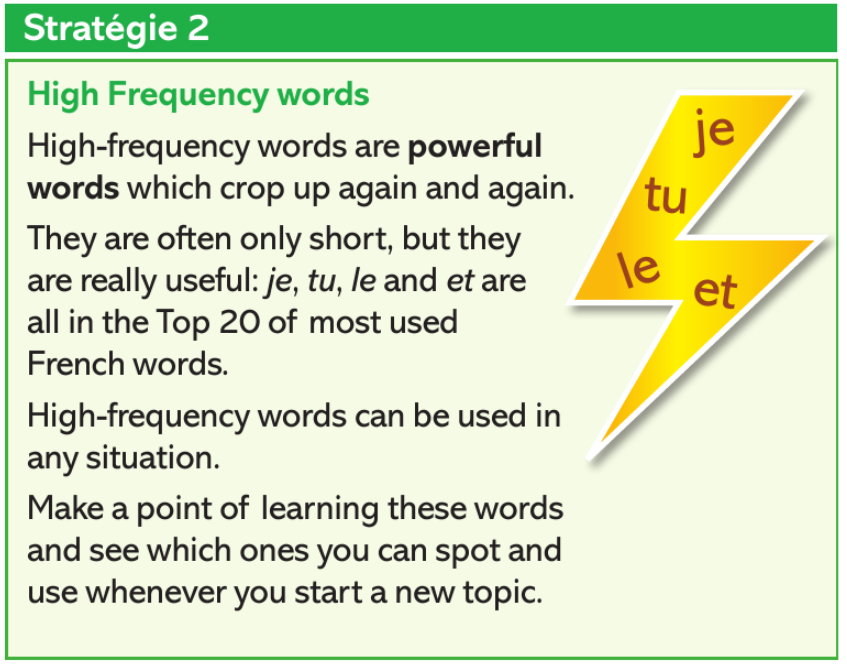 Stratégie 2
High Frequency words
High-frequency words are powerful
words which crop up again and again.
They are often only short, but they
are really useful: je, tu, le and et are
all in the Top 20 of most used
French words.
High-frequency words can be used in
any situation.
Make a point of learning these words
and see which ones you can spot and
use whenever you start a new topic.
je
tu
le
et